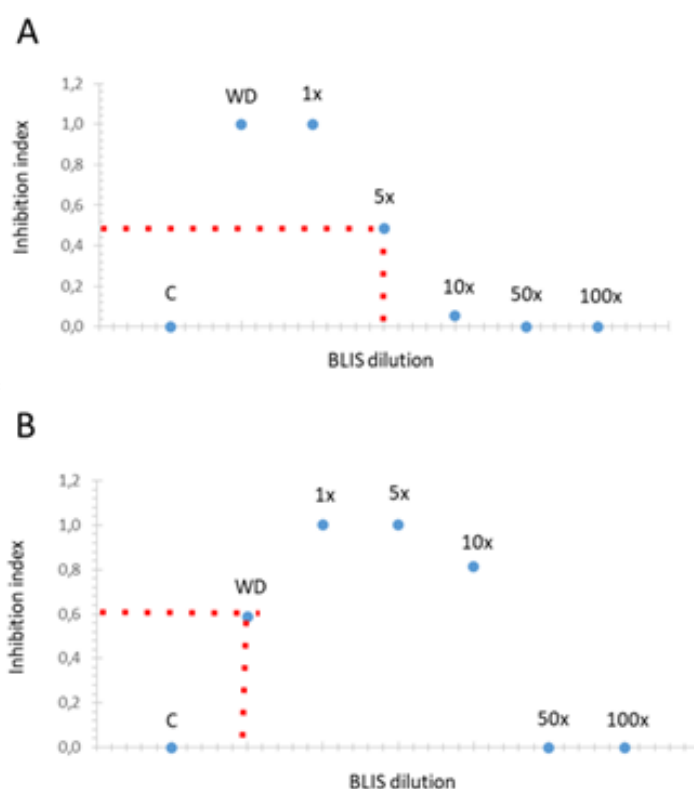 A
1,2
1,0
0,8
0,6
0,4
0,2
0,0
Inhibition index
WD
1x
5x
C
10x
50x
100x
BLIS dilution
B
1,2
1,0
0,8
0,6
0,4
0,2
0,0
Inhibition index
1x
5x
10x
WD
C
50x
100x
BLIS dilution